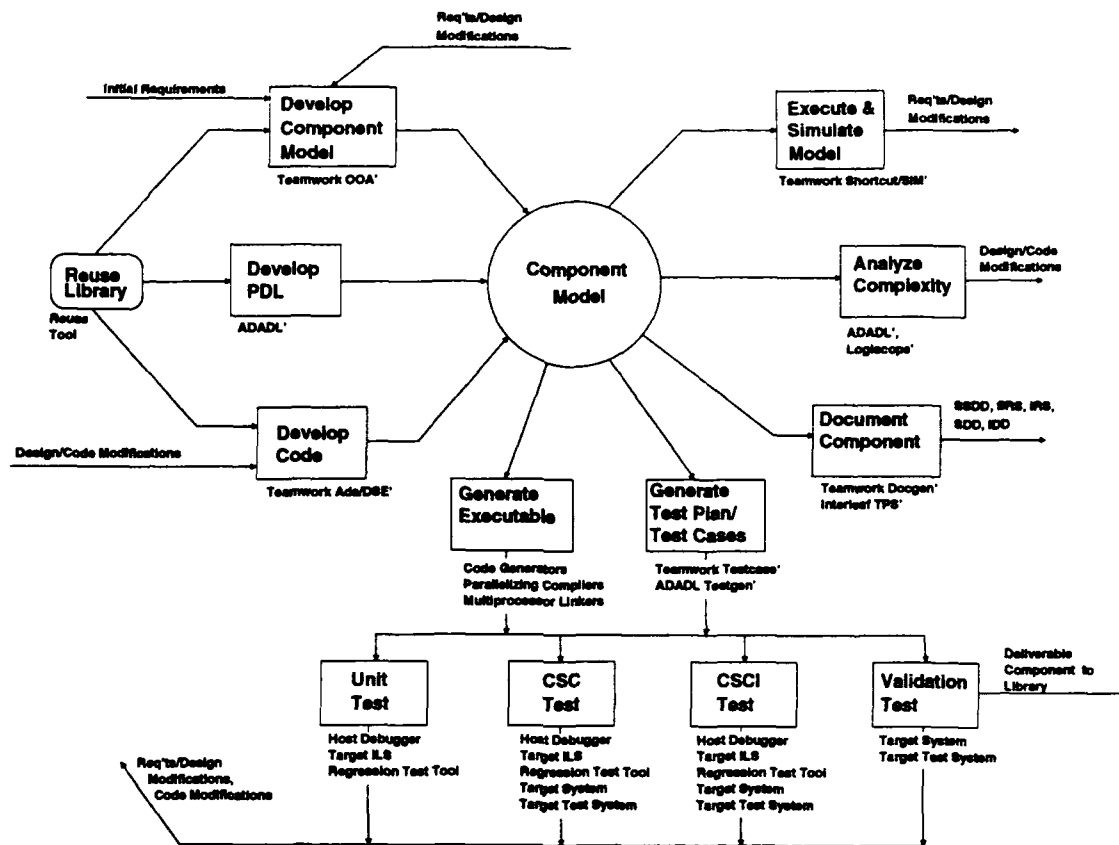 Req'ts/Design
Modifications
Initial Requirements
Develop
Component
Model
Teamwork OOA'
Execute &
Simulate
Model
Req'ts/Design
Modifications
Teamwork Shortcut/SIM'
Reuse
Library
Reuse
Tool
Develop
PDL
ADADL'
Component
Model
Analyze
Complexity
Design/Code
Modifications
ADADL',
Logiscope'
Develop
Code
Design/Code Modifications
Teamwork Ada/DSE'
Document
Component
SSDD, SRS, IRS,
SDD, IDD
Teamwork Docgen'
Interleaf TPS'
Generate
Executable
Code Generators
Parallelizing Compilers
Multiprocessor Linkers
Generate
Test Plan/
Test Cases
Teamwork Testcase'
ADADL Testgen'
Unit
Test
Host Debugger
Target ILS
Regression Test Tool
CSC
Test
Host Debugger
Target ILS
Regression Test Tool
Target System
Target Test System
CSCI
Test
Host Debugger
Target ILS
Regression Test Tool
Target System
Target Test System
Validation
Test
Target System
Target Test System
Deliverable
Component to
Library
Req'ts/Design
Modifications,
Code Modifications